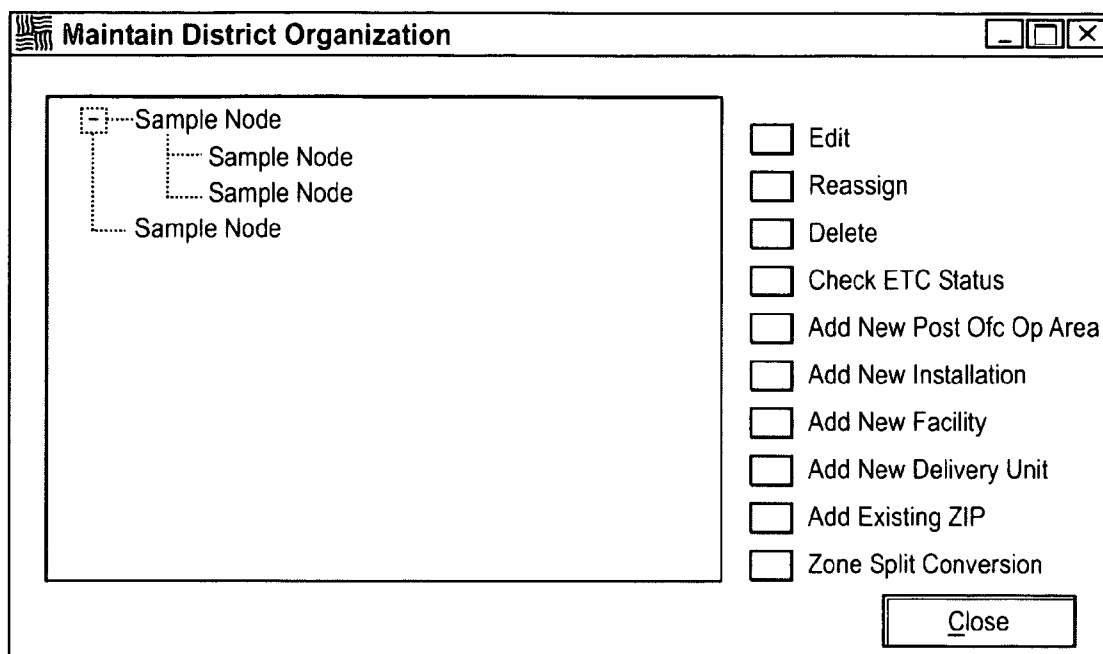 Maintain District Organization
Sample Node
Sample Node
Sample Node
Sample Node
Edit
Reassign
Delete
Check ETC Status
Add New Post Ofc Op Area
Add New Installation
Add New Facility
Add New Delivery Unit
Add Existing ZIP
Zone Split Conversion
Close